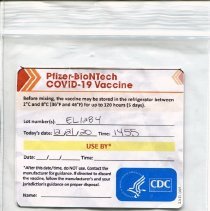 Pfizer-BioNTech
COVID-19 Vaccine
Before mixing, the vaccine may be stored in the refrigerator between
2°C and 8°C (36°F and 46°F) for up to 120 hours (5 days).
Lot number(s): EL1284
Today's date: Time: 1455
USE BY*
Date: __/__/__ Time:
*After this date/time, do not use. Contact the
manufacturer for guidance. If directed to discard the
vaccine, follow the manufacturer's and your
jurisdiction's guidance on proper disposal.
Name:
CDC